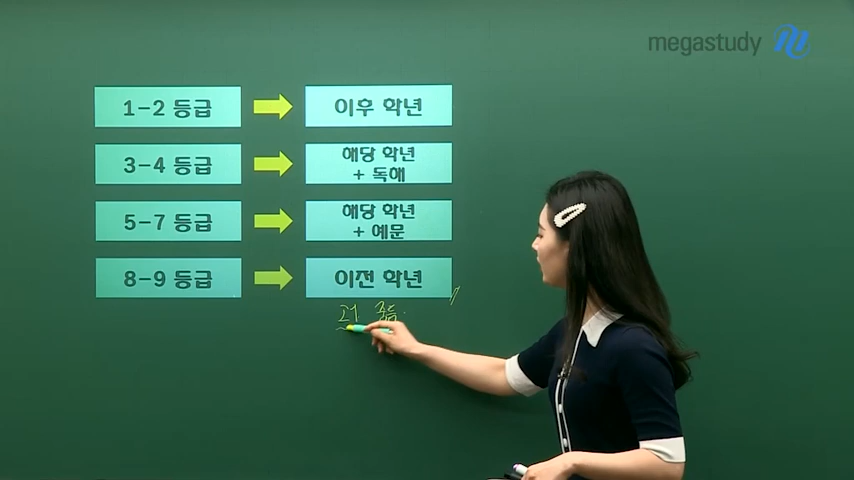 megastudy
1-2 등급
이후 학년
3-4 등급
해당 학년
+ 독해
5-7 등급
해당 학년
+ 예문
8-9 등급
이전 학년